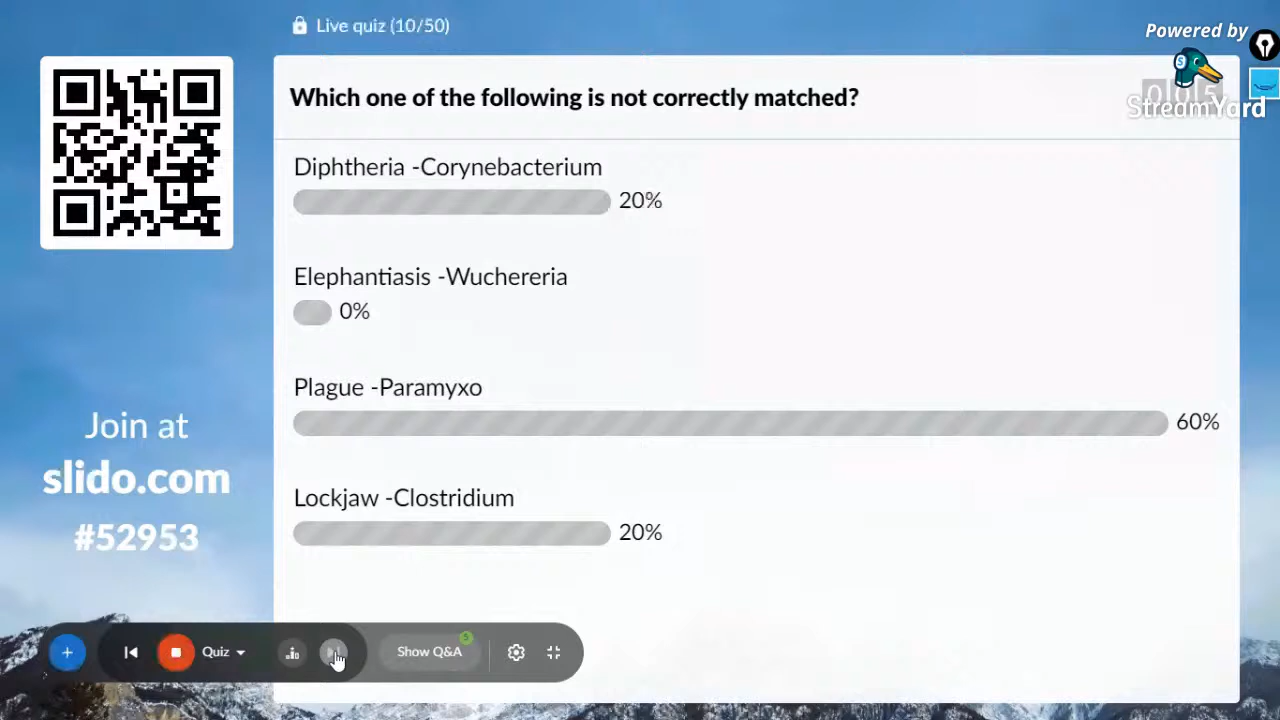 Live quiz (10/50)
Powered by
StreamYard
Which one of the following is not correctly matched?
Diphtheria -Corynebacterium
20%
Elephantiasis -Wuchereria
0%
Plague -Paramyxo
60%
Lockjaw -Clostridium
20%
Join at
slido.com
#52953
Quiz
Show Q&A
5